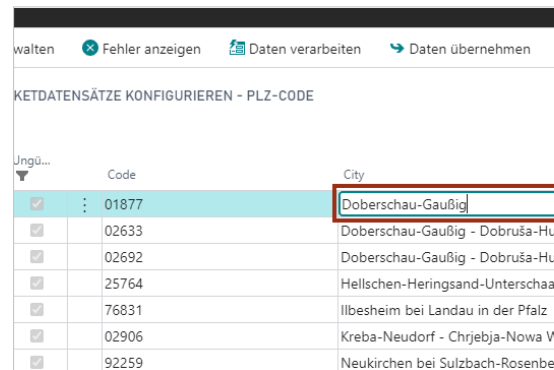 walten Fehler anzeigen Daten verarbeiten Daten übernehmen
KETDATENSÄTZE KONFIGURIEREN - PLZ-CODE
Ungü...
Code City
01877 Doberschau-Gaußig
02633 Doberschau-Gaußig - Dobruša-Hu
02692 Doberschau-Gaußig - Dobruša-Hu
25764 Hellschen-Heringsand-Unterschaa
76831 Ilbesheim bei Landau in der Pfalz
02906 Kreba-Neudorf - Chrjebja-Nowa W
92259 Neukirchen bei Sulzbach-Rosenbe